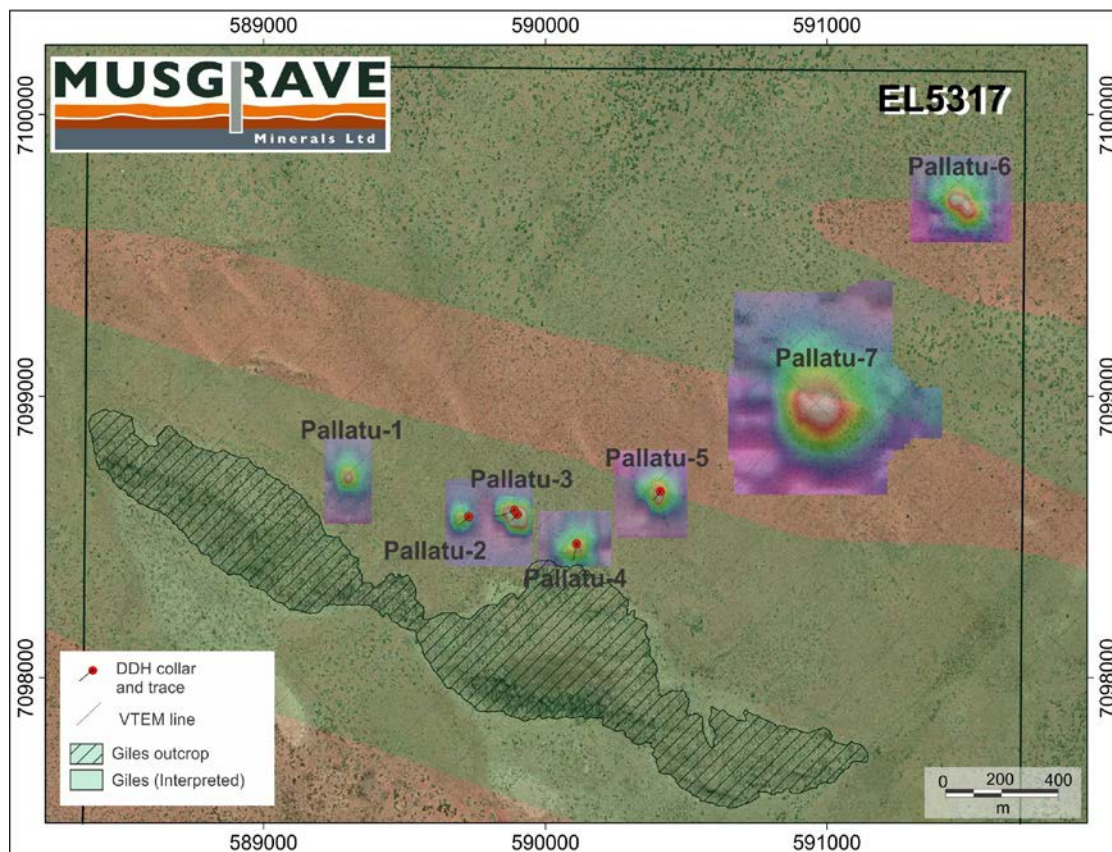 589000
590000
591000
MUSGRAVE
Minerals Ltd
EL5317
7100000
7100000
Pallatu-6
Pallatu-7
7099000
7099000
Pallatu-1
Pallatu-3
Pallatu-5
Pallatu-2
Pallatu-4
DDH collar
and trace
VTEM line
Giles outcrop
Giles (Interpreted)
7098000
7098000
0 200 400
m
589000
590000
591000